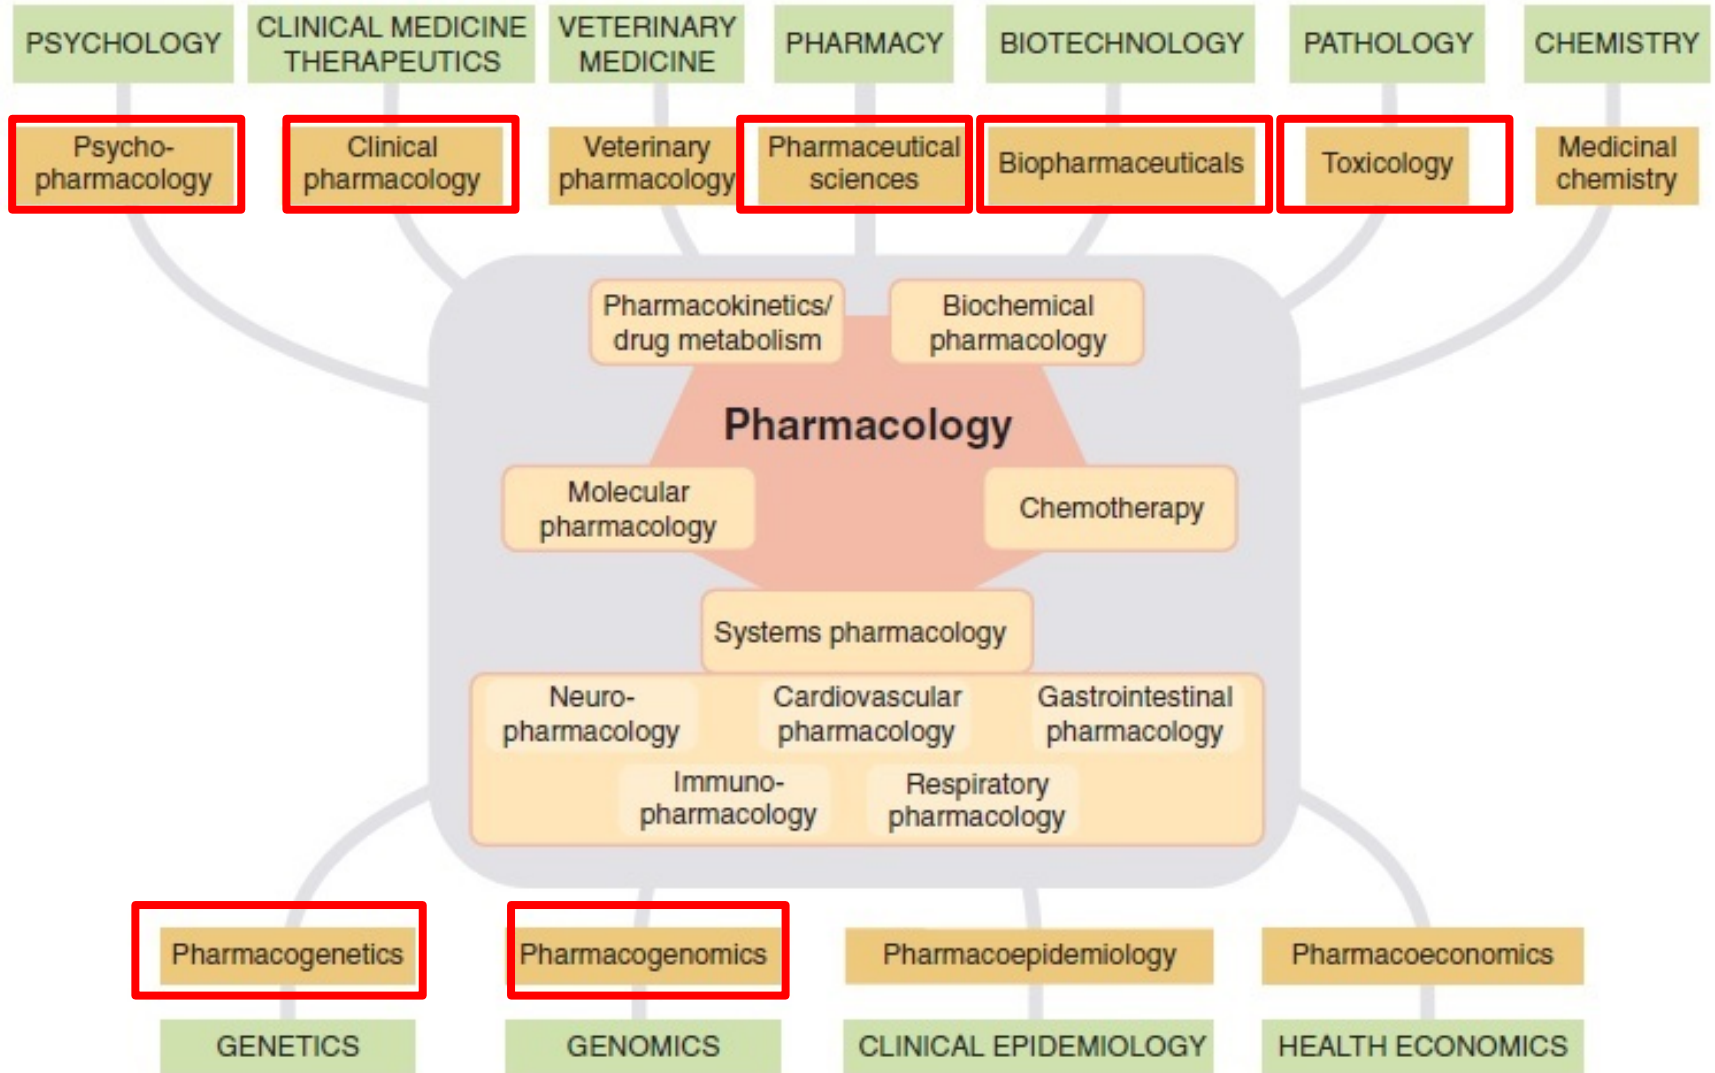 PSYCHOLOGY
CLINICAL MEDICINE
THERAPEUTICS
VETERINARY
MEDICINE
PHARMACY
BIOTECHNOLOGY
PATHOLOGY
CHEMISTRY
Psycho-
pharmacology
Clinical
pharmacology
Veterinary
pharmacology
Pharmaceutical
sciences
Biopharmaceuticals
Toxicology
Medicinal
chemistry
Pharmacokinetics/
drug metabolism
Biochemical
pharmacology
Pharmacology
Molecular
pharmacology
Chemotherapy
Systems pharmacology
Neuro-
pharmacology
Cardiovascular
pharmacology
Gastrointestinal
pharmacology
Immuno-
pharmacology
Respiratory
pharmacology
Pharmacogenetics
Pharmacogenomics
Pharmacoepidemiology
Pharmacoeconomics
GENETICS
GENOMICS
CLINICAL EPIDEMIOLOGY
HEALTH ECONOMICS